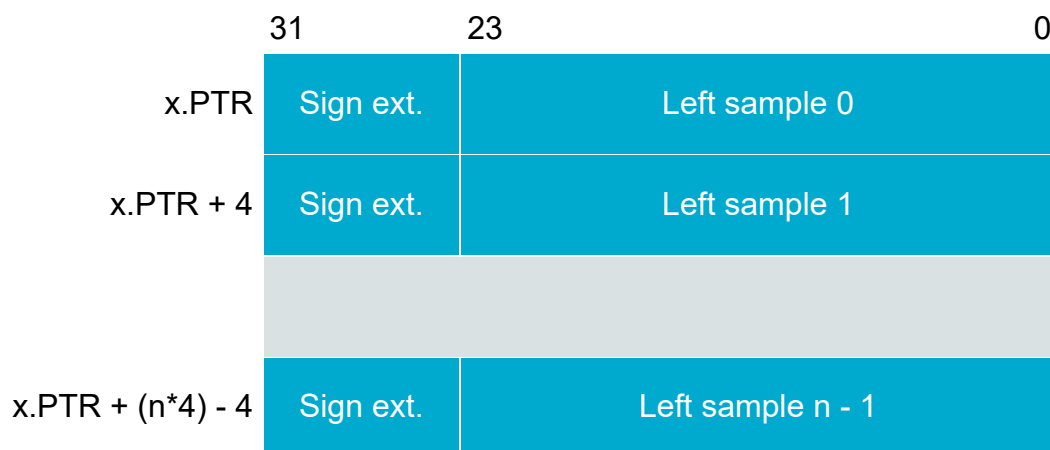 31 23 0
x.PTR Sign ext. Left sample 0
x.PTR + 4 Sign ext. Left sample 1
x.PTR + (n*4) - 4 Sign ext. Left sample n - 1